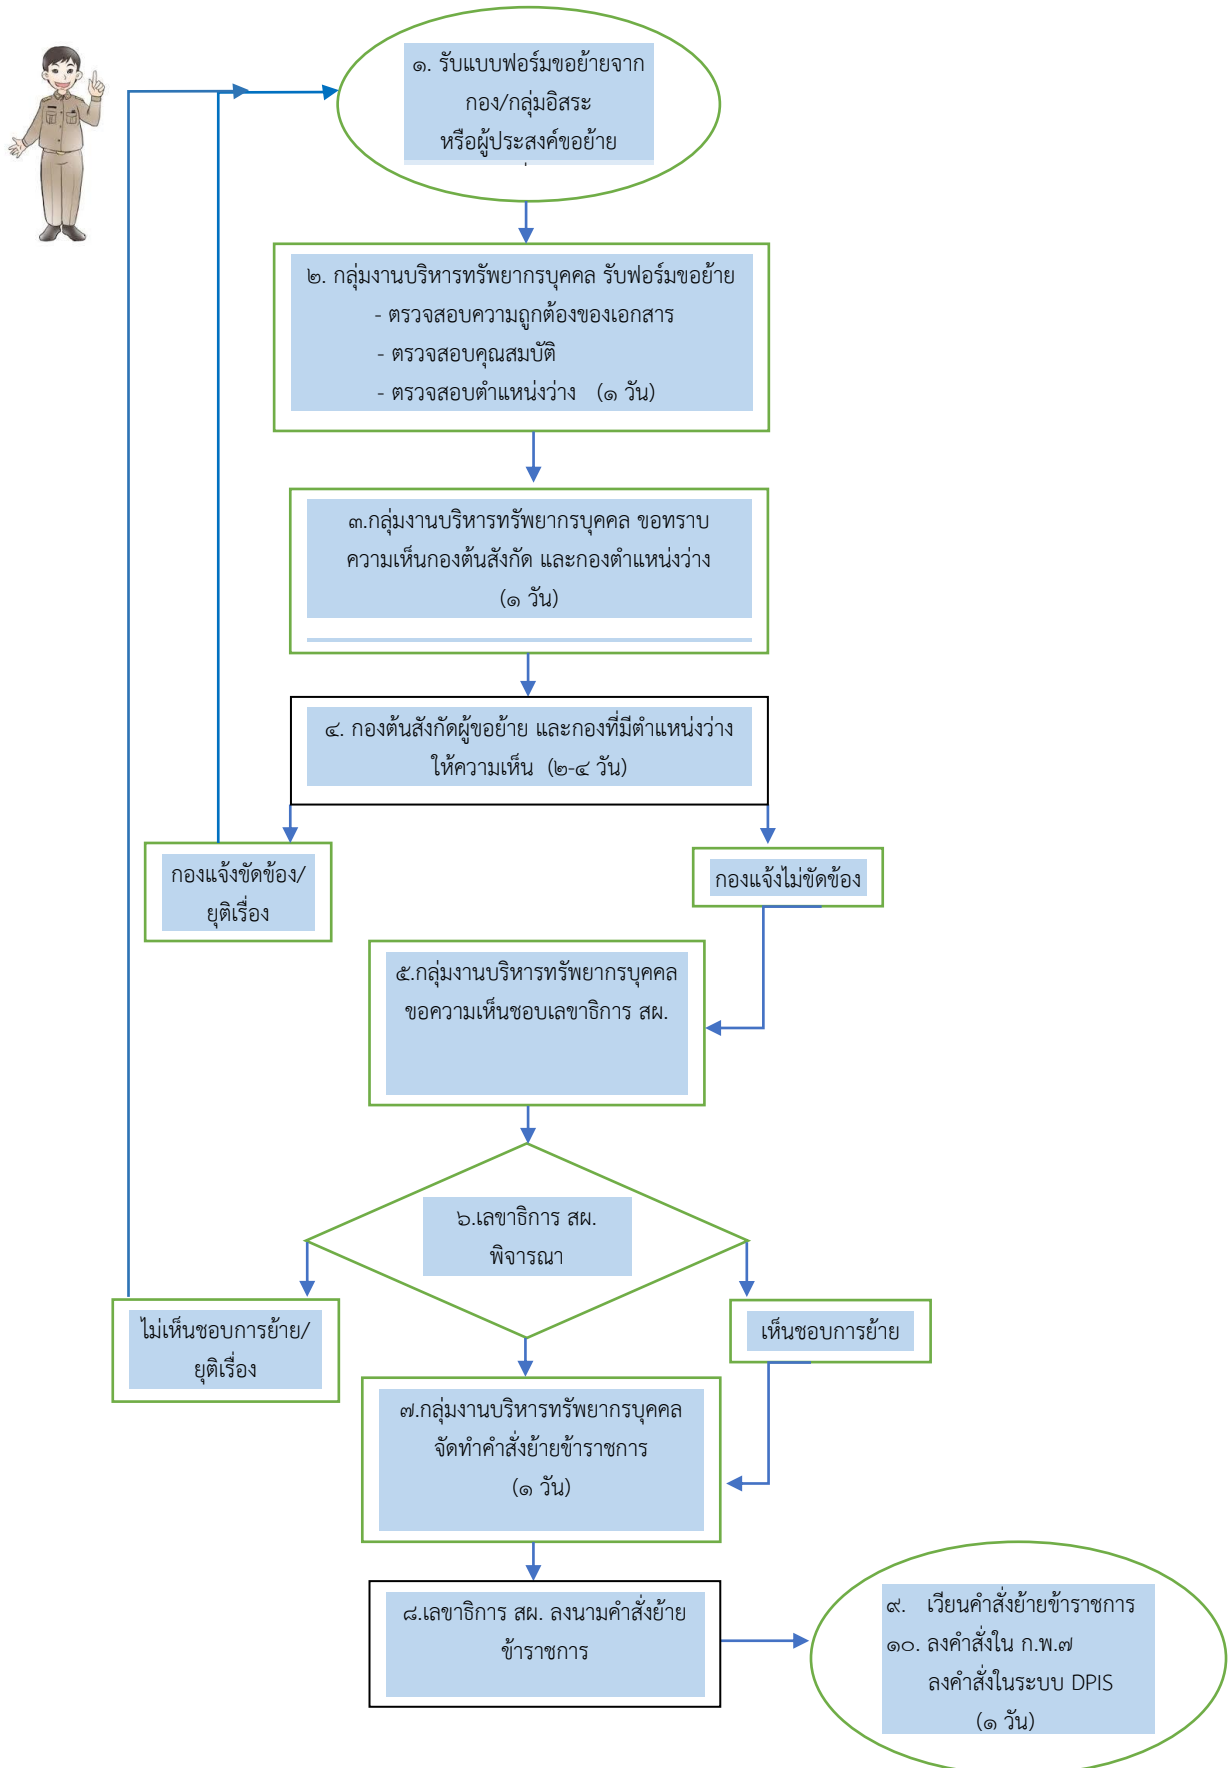 ๑. รับแบบฟอร์มขอย้ายจาก
กอง/กลุ่มอิสระ
หรือผู้ประสงค์ขอย้าย
๒. กลุ่มงานบริหารทรัพยากรบุคคล รับฟอร์มขอย้าย
- ตรวจสอบความถูกต้องของเอกสาร
- ตรวจสอบคุณสมบัติ
- ตรวจสอบตำแหน่งว่าง (๑ วัน)
๓.กลุ่มงานบริหารทรัพยากรบุคคล ขอทราบ
ความเห็นกองต้นสังกัด และกองตำแหน่งว่าง
(๑ วัน)
๔. กองต้นสังกัดผู้ขอย้าย และกองที่มีตำแหน่งว่าง
ให้ความเห็น (๒-๔ วัน)
กองแจ้งขัดข้อง/
ยุติเรื่อง
กองแจ้งไม่ขัดข้อง
๕.กลุ่มงานบริหารทรัพยากรบุคคล
ขอความเห็นชอบเลขาธิการ สผ.
๖.เลขาธิการ สผ.
พิจารณา
ไม่เห็นชอบการย้าย/
ยุติเรื่อง
เห็นชอบการย้าย
๗.กลุ่มงานบริหารทรัพยากรบุคคล
จัดทำคำสั่งย้ายข้าราชการ
(๑ วัน)
๘.เลขาธิการ สผ. ลงนามคำสั่งย้าย
ข้าราชการ
๙. เวียนคำสั่งย้ายข้าราชการ
๑๐. ลงคำสั่งใน ก.พ.๗
ลงคำสั่งในระบบ DPIS
(๑ วัน)